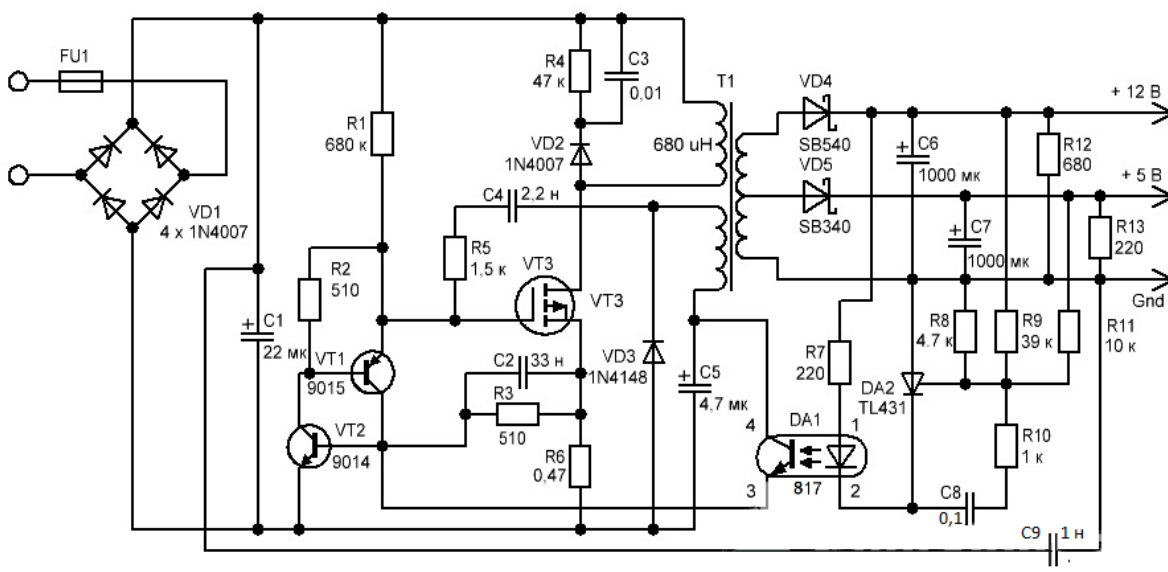 FU1
VD1
4 x 1N4007
R1
680 к
R2
510
C1
22 мк
VT1
9015
VT2
9014
R4
47 к
C3
0,01
VD2
1N4007
C4
2,2 н
R5
1,5 к
VT3
VT3
C2
33 н
R3
510
R6
0,47
VD3
1N4148
C5
4,7 мк
T1
680 uH
VD4
SB540
VD5
SB340
C6
1000 мк
C7
1000 мк
R12
680
R13
220
+ 12 В
+ 5 В
Gnd
R7
220
R8
4.7 к
R9
39 к
R11
10 к
DA2
TL431
R10
1 к
DA1
817
4
3
1
2
C8
0,1
C9
1 н